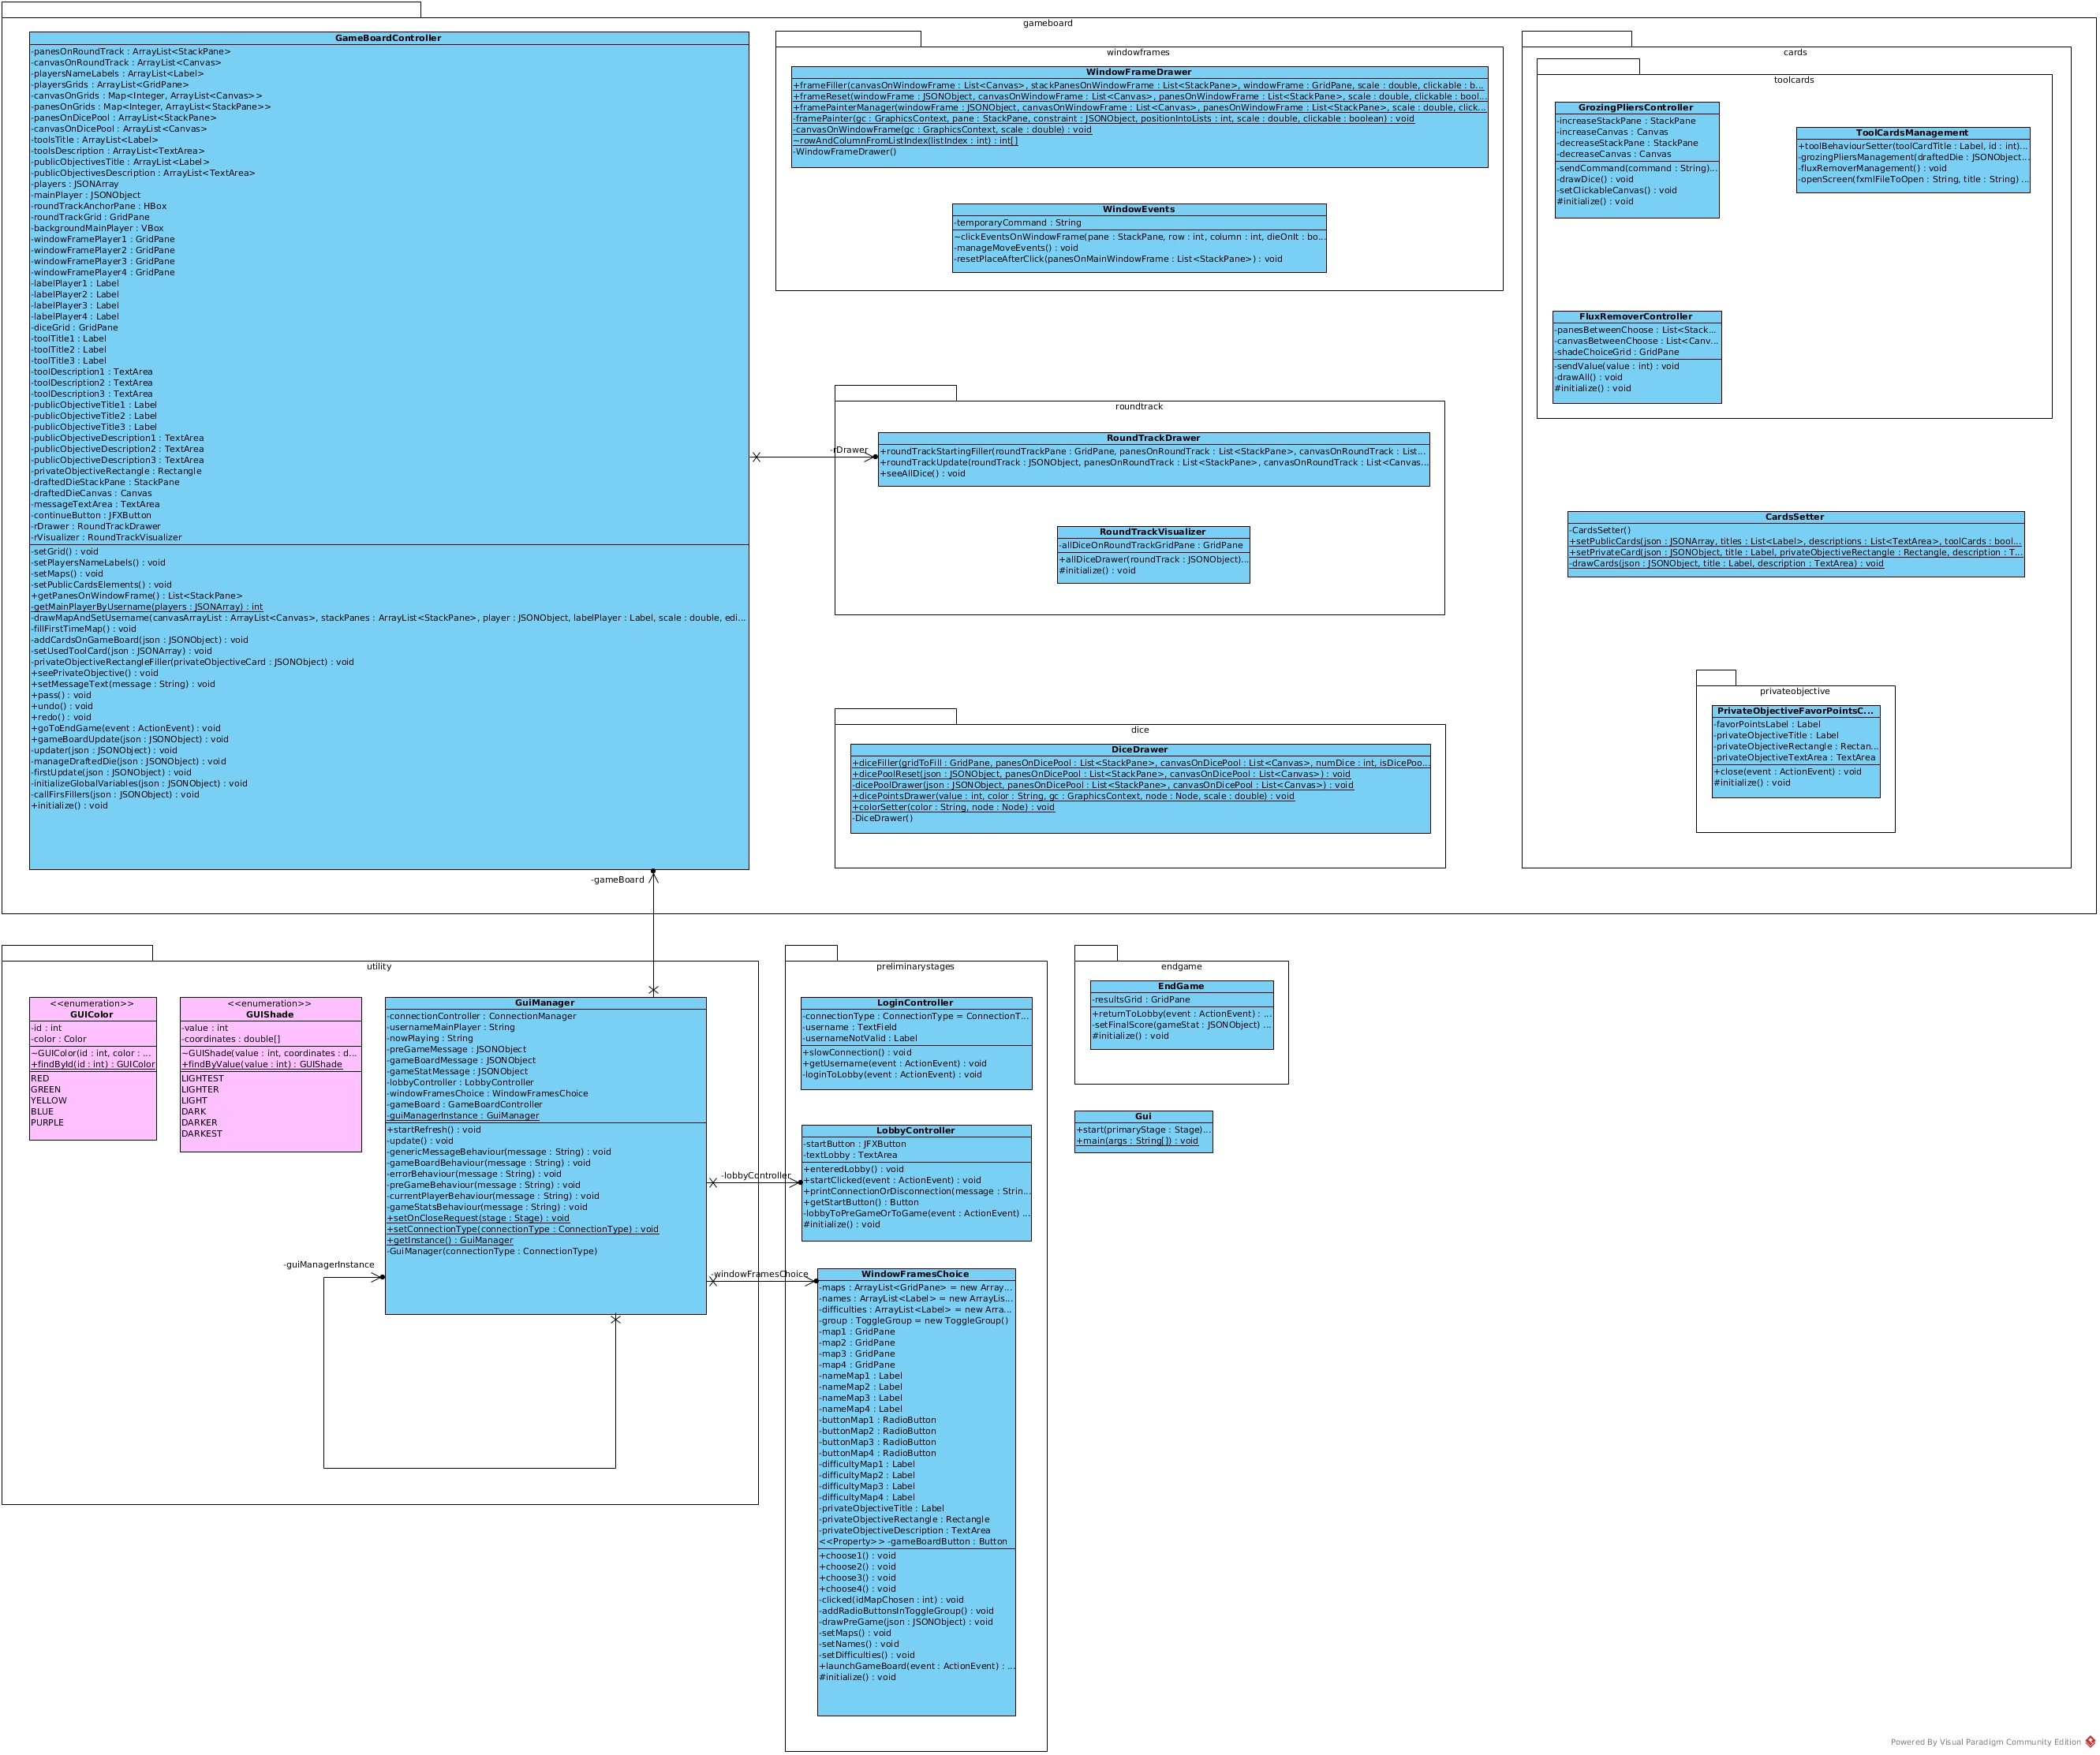 gameboard
GameBoardController
-panesOnRoundTrack : ArrayList<StackPane>
-canvasOnRoundTrack : ArrayList<Canvas>
-playersNameLabels : ArrayList<Label>
-playersGrids : ArrayList<GridPane>
-canvasOnGrids : Map<Integer, ArrayList<Canvas>>
-panesOnGrids : Map<Integer, ArrayList<StackPane>>
-panesOnDicePool : ArrayList<StackPane>
-canvasOnDicePool : ArrayList<Canvas>
-toolsTitle : ArrayList<Label>
-toolsDescription : ArrayList<TextArea>
-publicObjectivesTitle : ArrayList<Label>
-publicObjectivesDescription : ArrayList<TextArea>
-players : JSONArray
-mainPlayer : JSONObject
-roundTrackAnchorPane : HBox
-roundTrackGrid : GridPane
-backgroundMainPlayer : VBox
-windowFramePlayer1 : GridPane
-windowFramePlayer2 : GridPane
-windowFramePlayer3 : GridPane
-windowFramePlayer4 : GridPane
-labelPlayer1 : Label
-labelPlayer2 : Label
-labelPlayer3 : Label
-labelPlayer4 : Label
-diceGrid : GridPane
-toolTitle1 : Label
-toolTitle2 : Label
-toolTitle3 : Label
-toolDescription1 : TextArea
-toolDescription2 : TextArea
-toolDescription3 : TextArea
-publicObjectiveTitle1 : Label
-publicObjectiveTitle2 : Label
-publicObjectiveTitle3 : Label
-publicObjectiveDescription1 : TextArea
-publicObjectiveDescription2 : TextArea
-publicObjectiveDescription3 : TextArea
-privateObjectiveRectangle : Rectangle
-draftedDieStackPane : StackPane
-draftedDieCanvas : Canvas
-messageTextArea : TextArea
-continueButton : JFXButton
-rDrawer : RoundTrackDrawer
-rVisualizer : RoundTrackVisualizer
-setGrid() : void
-setPlayersNameLabels() : void
-setMaps() : void
-setPublicCardsElements() : void
+getPanesOnWindowFrame() : List<StackPane>
-getMainPlayerByUsername(players : JSONArray) : int
-drawMapAndSetUsername(canvasArrayList : ArrayList<Canvas>, stackPanes : ArrayList<StackPane>, player : JSONObject, labelPlayer : Label, scale : double, edi...
-fillFirstTimeMap() : void
-addCardsOnGameBoard(json : JSONObject) : void
-setUsedToolCard(json : JSONArray) : void
-privateObjectiveRectangleFiller(privateObjectiveCard : JSONObject) : void
+seePrivateObjective() : void
+setMessageText(message : String) : void
+pass() : void
+undo() : void
+redo() : void
+goToEndGame(event : ActionEvent) : void
+gameBoardUpdate(json : JSONObject) : void
-updater(json : JSONObject) : void
-manageDraftedDie(json : JSONObject) : void
-firstUpdate(json : JSONObject) : void
-initializeGlobalVariables(json : JSONObject) : void
-callFirsFillers(json : JSONObject) : void
+initialize() : void
windowframes
WindowFrameDrawer
+frameFiller(canvasOnWindowFrame : List<Canvas>, stackPanesOnWindowFrame : List<StackPane>, windowFrame : GridPane, scale : double, clickable : b...
+frameReset(windowFrame : JSONObject, canvasOnWindowFrame : List<Canvas>, panesOnWindowFrame : List<StackPane>, scale : double, clickable : bool...
+framePainterManager(windowFrame : JSONObject, canvasOnWindowFrame : List<Canvas>, panesOnWindowFrame : List<StackPane>, scale : double, click...
-framePainter(gc : GraphicsContext, pane : StackPane, constraint : JSONObject, positionIntoLists : int, scale : double, clickable : boolean) : void
-canvasOnWindowFrame(gc : GraphicsContext, scale : double) : void
~rowAndColumnFromListIndex(listIndex : int) : int[]
-WindowFrameDrawer()
WindowEvents
-temporaryCommand : String
~clickEventsOnWindowFrame(pane : StackPane, row : int, column : int, dieOnIt : bo...
-manageMoveEvents() : void
-resetPlaceAfterClick(panesOnMainWindowFrame : List<StackPane>) : void
roundtrack
-rDrawer
RoundTrackDrawer
+roundTrackStartingFiller(roundTrackPane : GridPane, panesOnRoundTrack : List<StackPane>, canvasOnRoundTrack : List...
+roundTrackUpdate(roundTrack : JSONObject, panesOnRoundTrack : List<StackPane>, canvasOnRoundTrack : List<Canvas...
+seeAllDice() : void
RoundTrackVisualizer
-allDiceOnRoundTrackGridPane : GridPane
+allDiceDrawer(roundTrack : JSONObject)...
#initialize() : void
dice
DiceDrawer
+diceFiller(gridToFill : GridPane, panesOnDicePool : List<StackPane>, canvasOnDicePool : List<Canvas>, numDice : int, isDicePoo...
+dicePoolReset(json : JSONObject, panesOnDicePool : List<StackPane>, canvasOnDicePool : List<Canvas>) : void
-dicePoolDrawer(json : JSONObject, panesOnDicePool : List<StackPane>, canvasOnDicePool : List<Canvas>) : void
+dicePointsDrawer(value : int, color : String, gc : GraphicsContext, node : Node, scale : double) : void
+colorSetter(color : String, node : Node) : void
-DiceDrawer()
cards
toolcards
GrozingPliersController
-increaseStackPane : StackPane
-increaseCanvas : Canvas
-decreaseStackPane : StackPane
-decreaseCanvas : Canvas
-sendCommand(command : String)...
-drawDice() : void
-setClickableCanvas() : void
#initialize() : void
ToolCardsManagement
+toolBehaviourSetter(toolCardTitle : Label, id : int)...
-grozingPliersManagement(draftedDie : JSONObject...
-fluxRemoverManagement() : void
-openScreen(fxmlFileToOpen : String, title : String) ...
FluxRemoverController
-panesBetweenChoose : List<Stack...
-canvasBetweenChoose : List<Canv...
-shadeChoiceGrid : GridPane
-sendValue(value : int) : void
-drawAll() : void
#initialize() : void
CardsSetter
-CardsSetter()
+setPublicCards(json : JSONArray, titles : List<Label>, descriptions : List<TextArea>, toolCards : bool...
+setPrivateCard(json : JSONObject, title : Label, privateObjectiveRectangle : Rectangle, description : T...
-drawCards(json : JSONObject, title : Label, description : TextArea) : void
privateobjective
PrivateObjectiveFavorPointsC...
-favorPointsLabel : Label
-privateObjectiveTitle : Label
-privateObjectiveRectangle : Rectan...
-privateObjectiveTextArea : TextArea
+close(event : ActionEvent) : void
#initialize() : void
-gameBoard
utility
<<enumeration>>
GUIColor
-id : int
-color : Color
~GUIColor(id : int, color : ...
+findById(id : int) : GUIColor
RED
GREEN
YELLOW
BLUE
PURPLE
<<enumeration>>
GUIShade
-value : int
-coordinates : double[]
~GUIShade(value : int, coordinates : d...
+findByValue(value : int) : GUIShade
LIGHTEST
LIGHTER
LIGHT
DARK
DARKER
DARKEST
GuiManager
-connectionController : ConnectionManager
-usernameMainPlayer : String
-nowPlaying : String
-preGameMessage : JSONObject
-gameBoardMessage : JSONObject
-gameStatMessage : JSONObject
-lobbyController : LobbyController
-windowFramesChoice : WindowFramesChoice
-gameBoard : GameBoardController
-guiManagerInstance : GuiManager
+startRefresh() : void
-update() : void
-genericMessageBehaviour(message : String) : void
-gameBoardBehaviour(message : String) : void
-errorBehaviour(message : String) : void
-preGameBehaviour(message : String) : void
-currentPlayerBehaviour(message : String) : void
-gameStatsBehaviour(message : String) : void
+setOnCloseRequest(stage : Stage) : void
+setConnectionType(connectionType : ConnectionType) : void
+getInstance() : GuiManager
-GuiManager(connectionType : ConnectionType)
-guiManagerInstance
-lobbyController
-windowFramesChoice
preliminarystages
LoginController
-connectionType : ConnectionType = ConnectionT...
-username : TextField
-usernameNotValid : Label
+slowConnection() : void
+getUsername(event : ActionEvent) : void
-loginToLobby(event : ActionEvent) : void
LobbyController
-startButton : JFXButton
-textLobby : TextArea
+enteredLobby() : void
+startClicked(event : ActionEvent) : void
+printConnectionOrDisconnection(message : Strin...
+getStartButton() : Button
-lobbyToPreGameOrToGame(event : ActionEvent) ...
#initialize() : void
WindowFramesChoice
-maps : ArrayList<GridPane> = new Array...
-names : ArrayList<Label> = new ArrayLis...
-difficulties : ArrayList<Label> = new Arra...
-group : ToggleGroup = new ToggleGroup()
-map1 : GridPane
-map2 : GridPane
-map3 : GridPane
-map4 : GridPane
-nameMap1 : Label
-nameMap2 : Label
-nameMap3 : Label
-nameMap4 : Label
-buttonMap1 : RadioButton
-buttonMap2 : RadioButton
-buttonMap3 : RadioButton
-buttonMap4 : RadioButton
-difficultyMap1 : Label
-difficultyMap2 : Label
-difficultyMap3 : Label
-difficultyMap4 : Label
-privateObjectiveTitle : Label
-privateObjectiveRectangle : Rectangle
-privateObjectiveDescription : TextArea
<<Property>> -gameBoardButton : Button
+choose1() : void
+choose2() : void
+choose3() : void
+choose4() : void
-clicked(idMapChosen : int) : void
-addRadioButtonsInToggleGroup() : void
-drawPreGame(json : JSONObject) : void
-setMaps() : void
-setNames() : void
-setDifficulties() : void
+launchGameBoard(event : ActionEvent) : ...
#initialize() : void
endgame
EndGame
-resultsGrid : GridPane
+returnToLobby(event : ActionEvent) : ...
-setFinalScore(gameStat : JSONObject) ...
#initialize() : void
Gui
+start(primaryStage : Stage)...
+main(args : String[]) : void
Powered By Visual Paradigm Community Edition